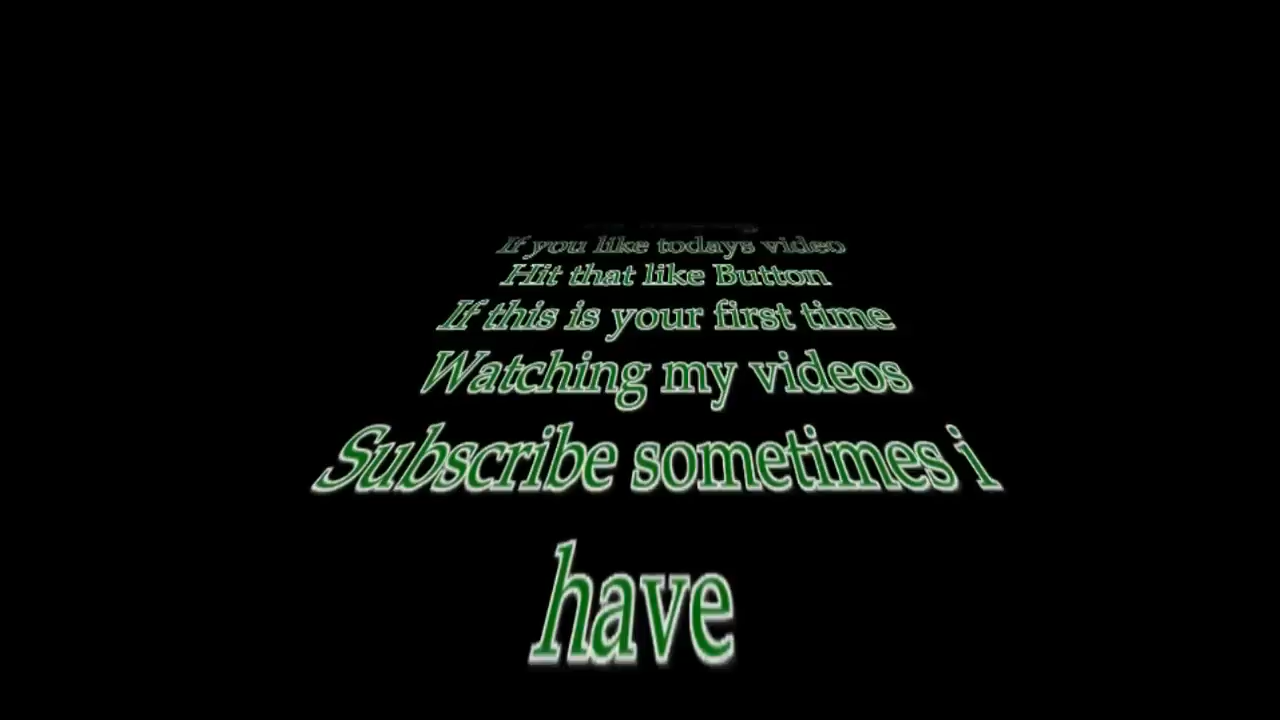 If you like todays video
Hit that like Button
If this is your first time
Watching my videos
Subscribe sometimes i
have